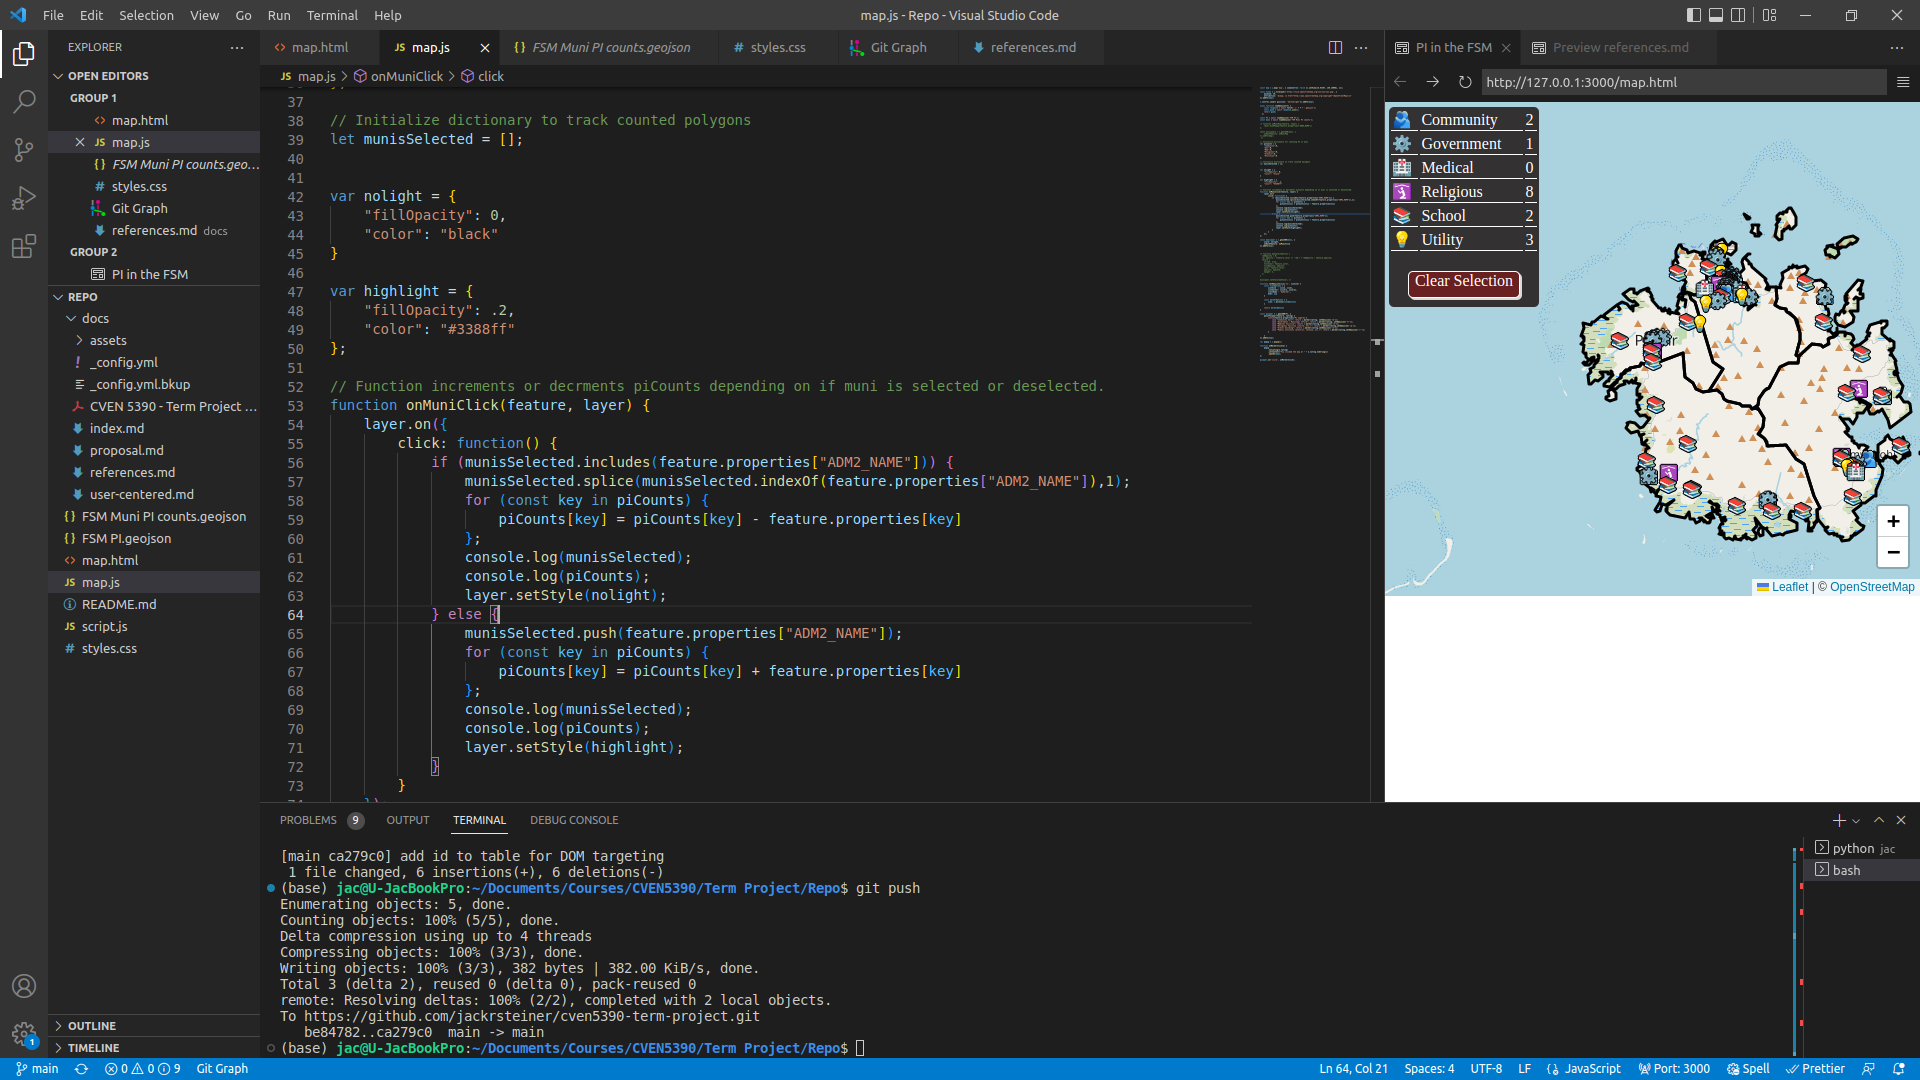 File Edit Selection View Go Run Terminal Help
map.js - Repo - Visual Studio Code
EXPLORER
OPEN EDITORS
GROUP 1
map.html
map.js
FSM Muni PI counts.geo...
styles.css
Git Graph
references.md docs
GROUP 2
PI in the FSM
REPO
docs
assets
_config.yml
_config.yml.bkup
CVEN 5390 - Term Project ...
index.md
proposal.md
references.md
user-centered.md
FSM Muni PI counts.geojson
FSM PI.geojson
map.html
map.js
README.md
script.js
styles.css
OUTLINE
TIMELINE
map.html
map.js
FSM Muni PI counts.geojson
styles.css
Git Graph
references.md
map.js > onMuniClick > click
37
38 // Initialize dictionary to track counted polygons
39 let munisSelected = [];
40
41
42 var nolight = {
43 "fillOpacity": 0,
44 "color": "black"
45 }
46
47 var highlight = {
48 "fillOpacity": .2,
49 "color": "#3388ff"
50 };
51
52 // Function increments or decrments piCounts depending on if muni is selected or deselected.
53 function onMuniClick(feature, layer) {
54 layer.on({
55 click: function() {
56 if (munisSelected.includes(feature.properties["ADM2_NAME"])) {
57 munisSelected.splice(munisSelected.indexOf(feature.properties["ADM2_NAME"]),1);
58 for (const key in piCounts) {
59 piCounts[key] = piCounts[key] - feature.properties[key]
60 };
61 console.log(munisSelected);
62 console.log(piCounts);
63 layer.setStyle(nolight);
64 } else {
65 munisSelected.push(feature.properties["ADM2_NAME"]);
66 for (const key in piCounts) {
67 piCounts[key] = piCounts[key] + feature.properties[key]
68 };
69 console.log(munisSelected);
70 console.log(piCounts);
71 layer.setStyle(highlight);
72 }
73 }
PI in the FSM
Preview references.md
http://127.0.0.1:3000/map.html
Community 2
Government 1
Medical 0
Religious 8
School 2
Utility 3
Clear Selection
+
−
Leaflet | © OpenStreetMap
PROBLEMS 9 OUTPUT TERMINAL DEBUG CONSOLE
[main ca279c0] add id to table for DOM targeting
1 file changed, 6 insertions(+), 6 deletions(-)
(base) jac@U-JacBookPro:~/Documents/Courses/CVEN5390/Term Project/Repo$ git push
Enumerating objects: 5, done.
Counting objects: 100% (5/5), done.
Delta compression using up to 4 threads
Compressing objects: 100% (3/3), done.
Writing objects: 100% (3/3), 382 bytes | 382.00 KiB/s, done.
Total 3 (delta 2), reused 0 (delta 0), pack-reused 0
remote: Resolving deltas: 100% (2/2), completed with 2 local objects.
To https://github.com/jackrsteiner/cven5390-term-project.git
be84782..ca279c0 main -> main
(base) jac@U-JacBookPro:~/Documents/Courses/CVEN5390/Term Project/Repo$
python jac
bash
1
main 0 0 9 Git Graph
Ln 64, Col 21 Spaces: 4 UTF-8 LF JavaScript Port: 3000 Spell Prettier